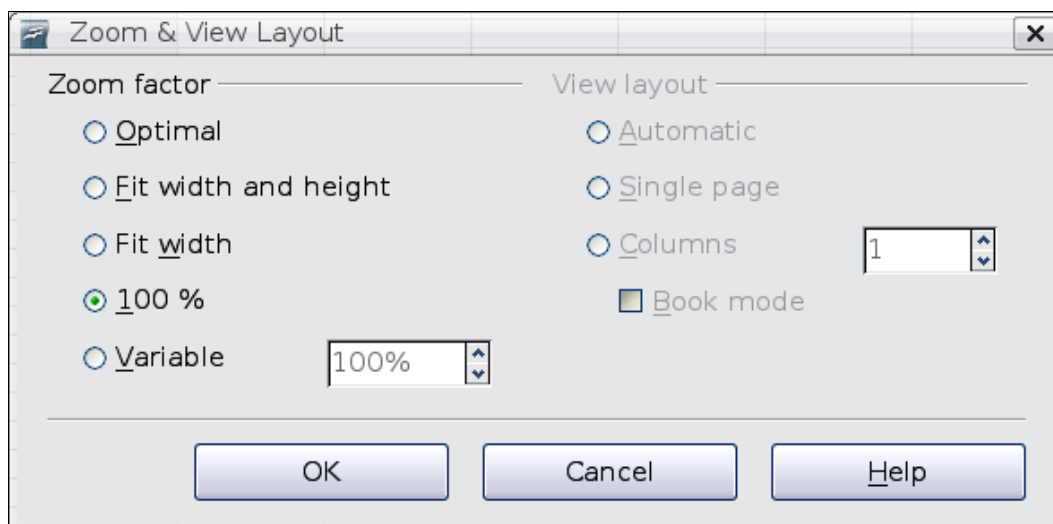 Zoom & View Layout
Zoom factor
Optimal
Fit width and height
Fit width
100 %
Variable
100%
View layout
Automatic
Single page
Columns
1
Book mode
OK
Cancel
Help